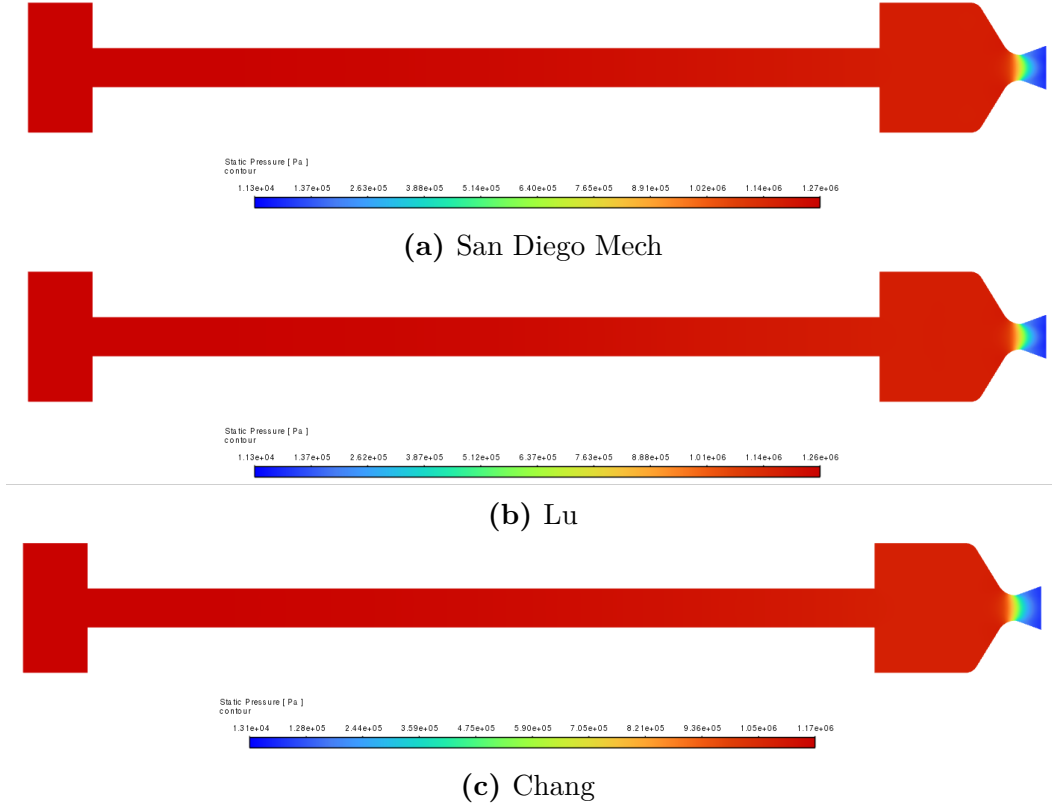 Static Pressure [ Pa ]
contour
1.13e+04 1.37e+05 2.63e+05 3.88e+05 5.14e+05 6.40e+05 7.65e+05 8.91e+05 1.02e+06 1.14e+06 1.27e+06
(a) San Diego Mech
Static Pressure [ Pa ]
contour
1.13e+04 1.37e+05 2.62e+05 3.87e+05 5.12e+05 6.37e+05 7.63e+05 8.88e+05 1.01e+06 1.14e+06 1.26e+06
(b) Lu
Static Pressure [ Pa ]
contour
1.31e+04 1.28e+05 2.44e+05 3.59e+05 4.75e+05 5.90e+05 7.05e+05 8.21e+05 9.36e+05 1.05e+06 1.17e+06
(c) Chang